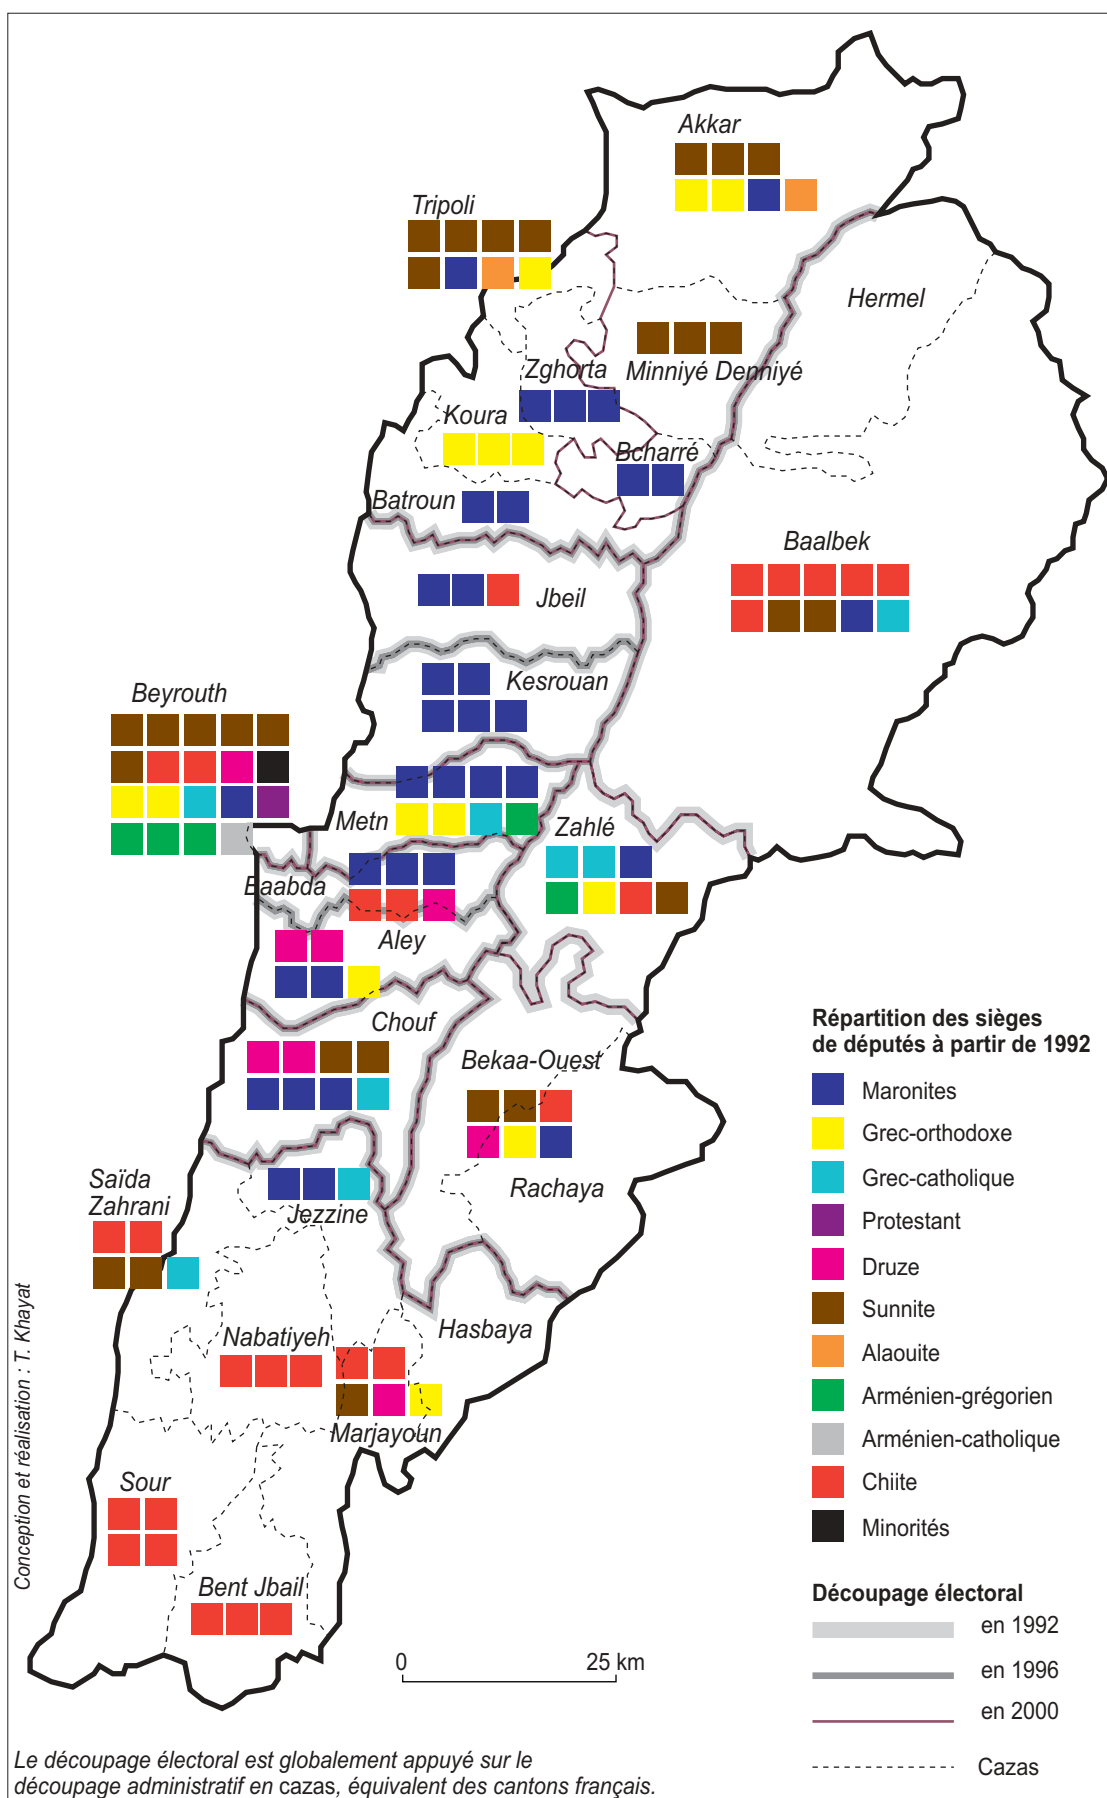 Akkar
Tripoli
Hermel
Minniyé Denniyé
Zghorta
Koura
Bcharré
Batroun
Baalbek
Jbeil
Kesrouan
Beyrouth
Metn
Zahlé
Baabda
Aley
Chouf
Bekaa-Ouest
Rachaya
Saïda
Zahrani
Jezzine
Hasbaya
Nabatiyeh
Marjayoun
Sour
Bent Jbail
Répartition des sièges
de députés à partir de 1992
Maronites
Grec-orthodoxe
Grec-catholique
Protestant
Druze
Sunnite
Alaouite
Arménien-grégorien
Arménien-catholique
Chiite
Minorités
Découpage électoral
en 1992
en 1996
en 2000
Cazas
0 25 km
Conception et réalisation : T. Khayat
Le découpage électoral est globalement appuyé sur le
découpage administratif en cazas, équivalent des cantons français.